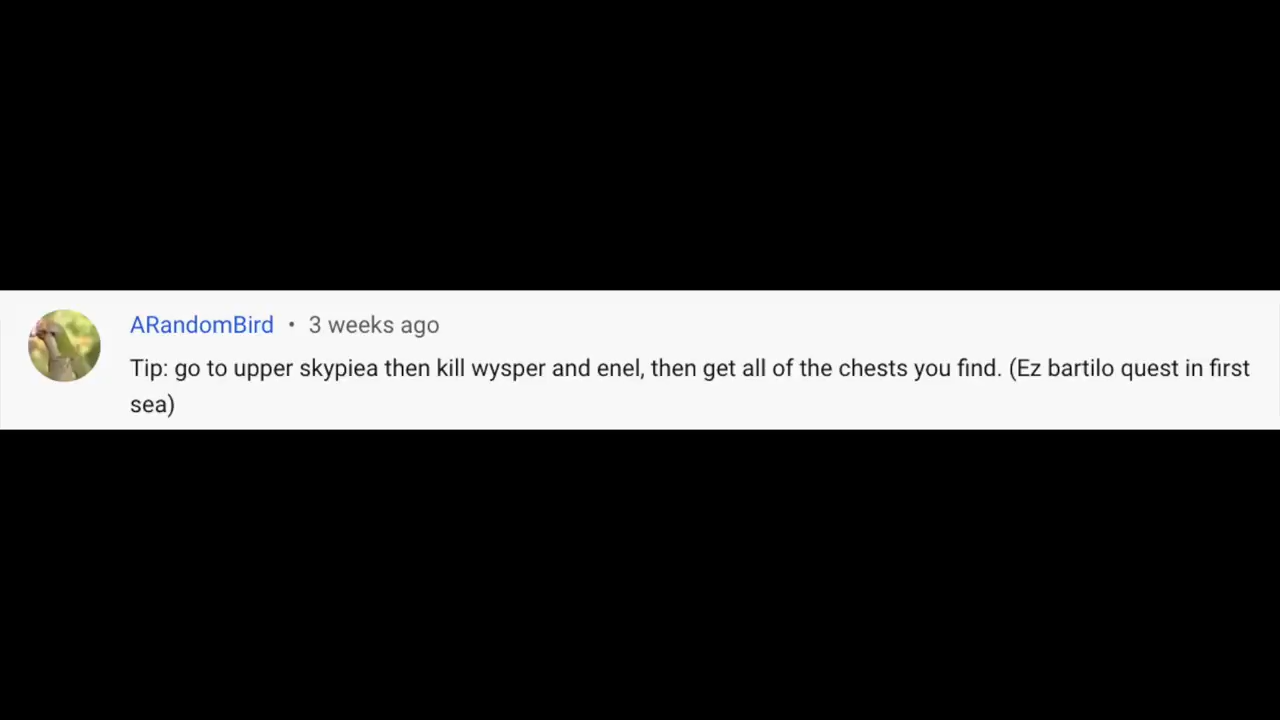 ARandomBird • 3 weeks ago
Tip: go to upper skypiea then kill wysper and enel, then get all of the chests you find. (Ez bartilo quest in first
sea)